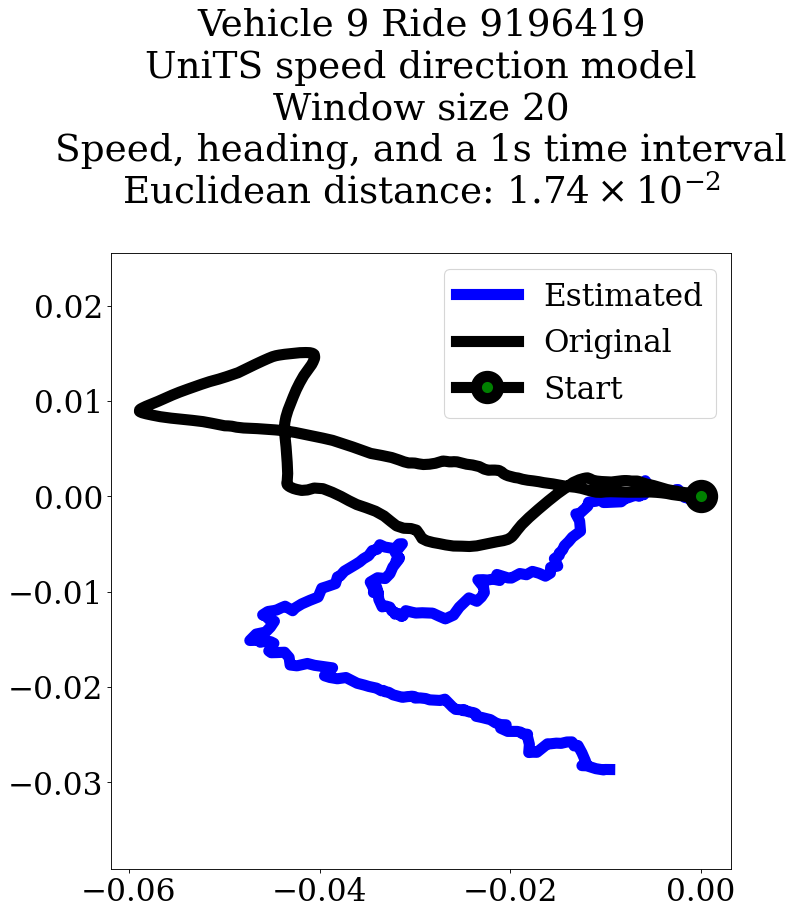 Vehicle 9 Ride 9196419
UniTS speed direction model
Window size 20
Speed, heading, and a 1s time interval
Euclidean distance: 1.74 × 10⁻²
Estimated
Original
Start
0.02
0.01
0.00
−0.01
−0.02
−0.03
−0.06 −0.04 −0.02 0.00